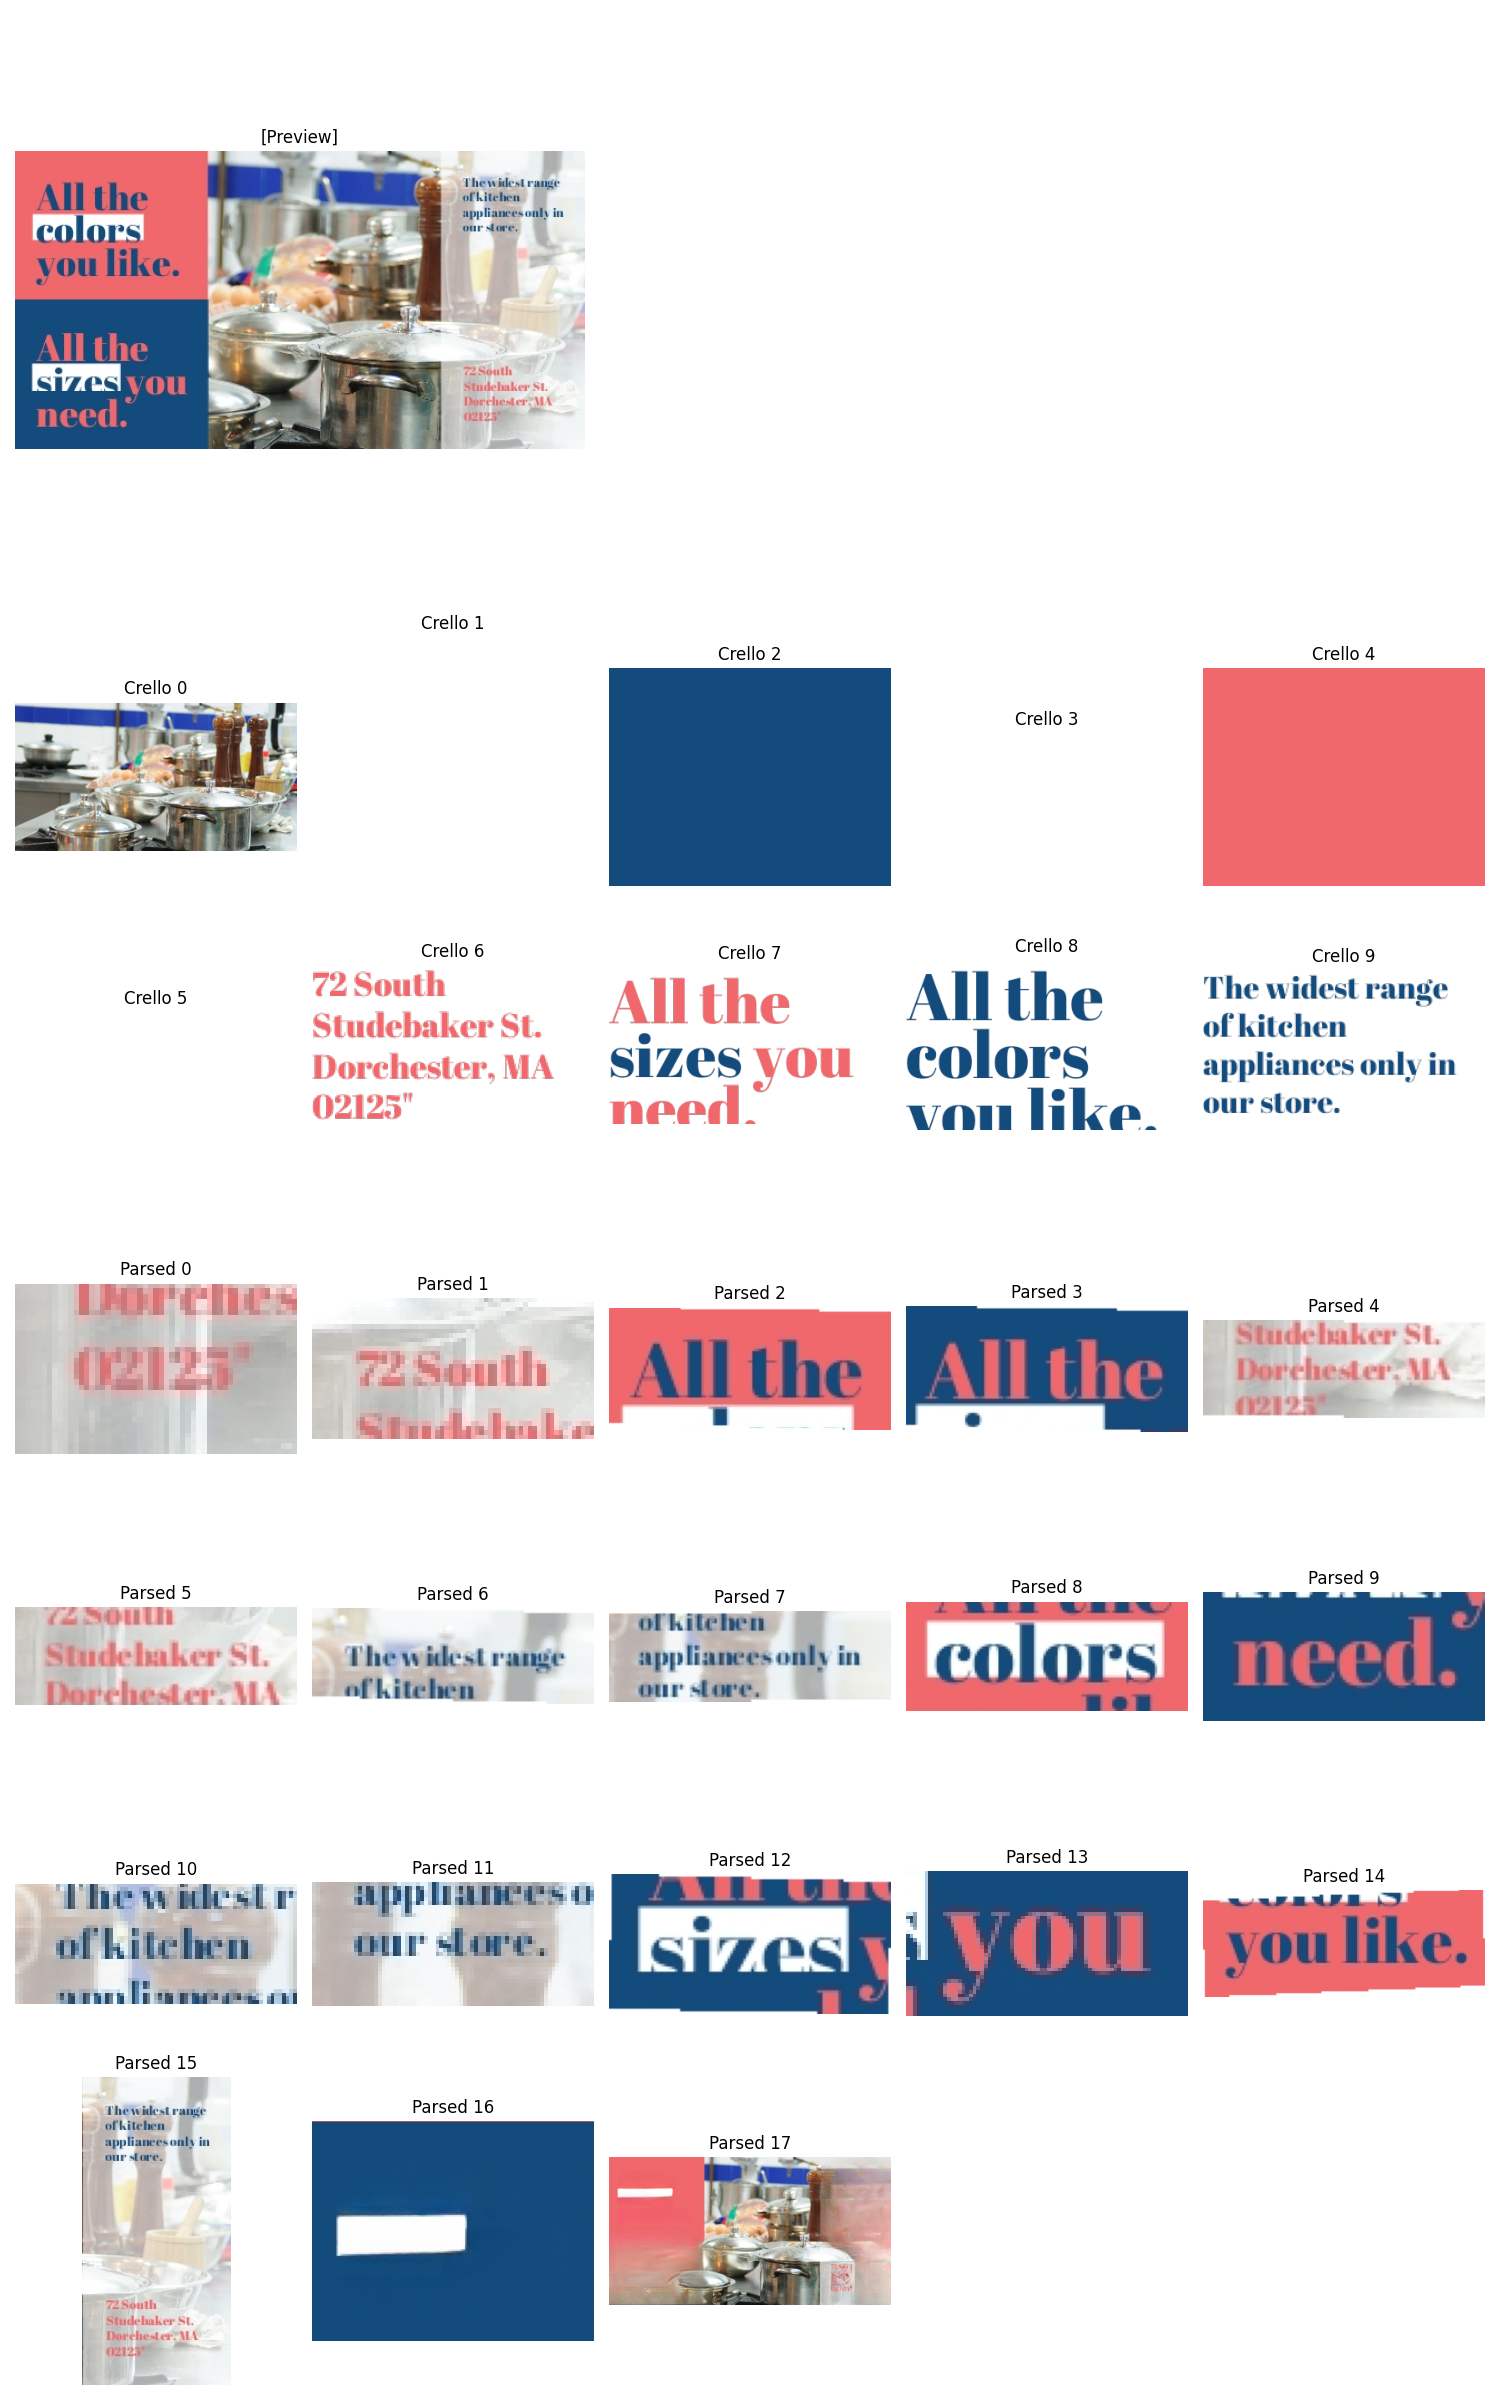 [Preview]
All the
colors
you like.
All the
sizes you
need.
The widest range
of kitchen
appliances only in
our store.
72 South
Studebaker St.
Dorchester, MA
02125"
Crello 0
Crello 1
Crello 2
Crello 3
Crello 4
Crello 5
Crello 6
72 South
Studebaker St.
Dorchester, MA
02125"
Crello 7
All the
sizes you
need.
Crello 8
All the
colors
you like.
Crello 9
The widest range
of kitchen
appliances only in
our store.
Parsed 0
Dorches
02125"
Parsed 1
72 South
Studebake
Parsed 2
All the
Parsed 3
All the
Parsed 4
Studebaker St.
Dorchester, MA
02125"
Parsed 5
72 South
Studebaker St.
Dorchester, MA
Parsed 6
The widest range
of kitchen
Parsed 7
of kitchen
appliances only in
our store.
Parsed 8
All the
colors
Parsed 9
need.
Parsed 10
The widest r
of kitchen
appliances o
Parsed 11
appliances o
our store.
Parsed 12
All the
sizes y
Parsed 13
s you
Parsed 14
colors
you like.
Parsed 15
The widest range
of kitchen
appliances only in
our store.
72 South
Studebaker St.
Dorchester, MA
02125"
Parsed 16
Parsed 17